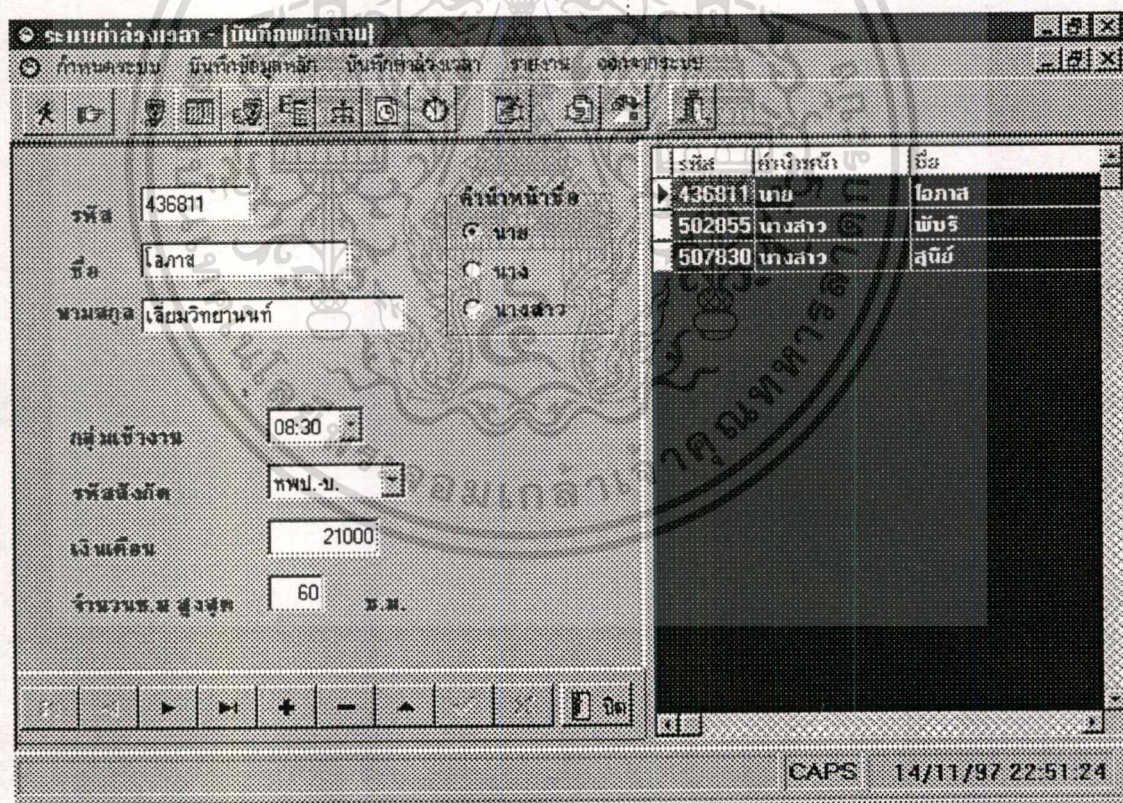 ระบบค่าล่วงเวลา - [บันทึกพนักงาน]
กำหนดระบบ บันทึกข้อมูลหลัก บันทึกค่าล่วงเวลา รายงาน ออกจากระบบ
รหัส 436811
ชื่อ โอภาส
นามสกุล เลียมวิทยานนท์
คำนำหน้าชื่อ
นาย
นาง
นางสาว
กลุ่มเข้างาน 08:30
รหัสสังกัด ทพป.-บ.
เงินเดือน 21000
จำนวนช.ม สูงสุด 60 ช.ม.
ปิด
รหัส คำนำหน้า ชื่อ
436811 นาย โอภาส
502855 นางสาว พัชรี
507830 นางสาว สุนีย์
CAPS 14/11/97 22:51:24